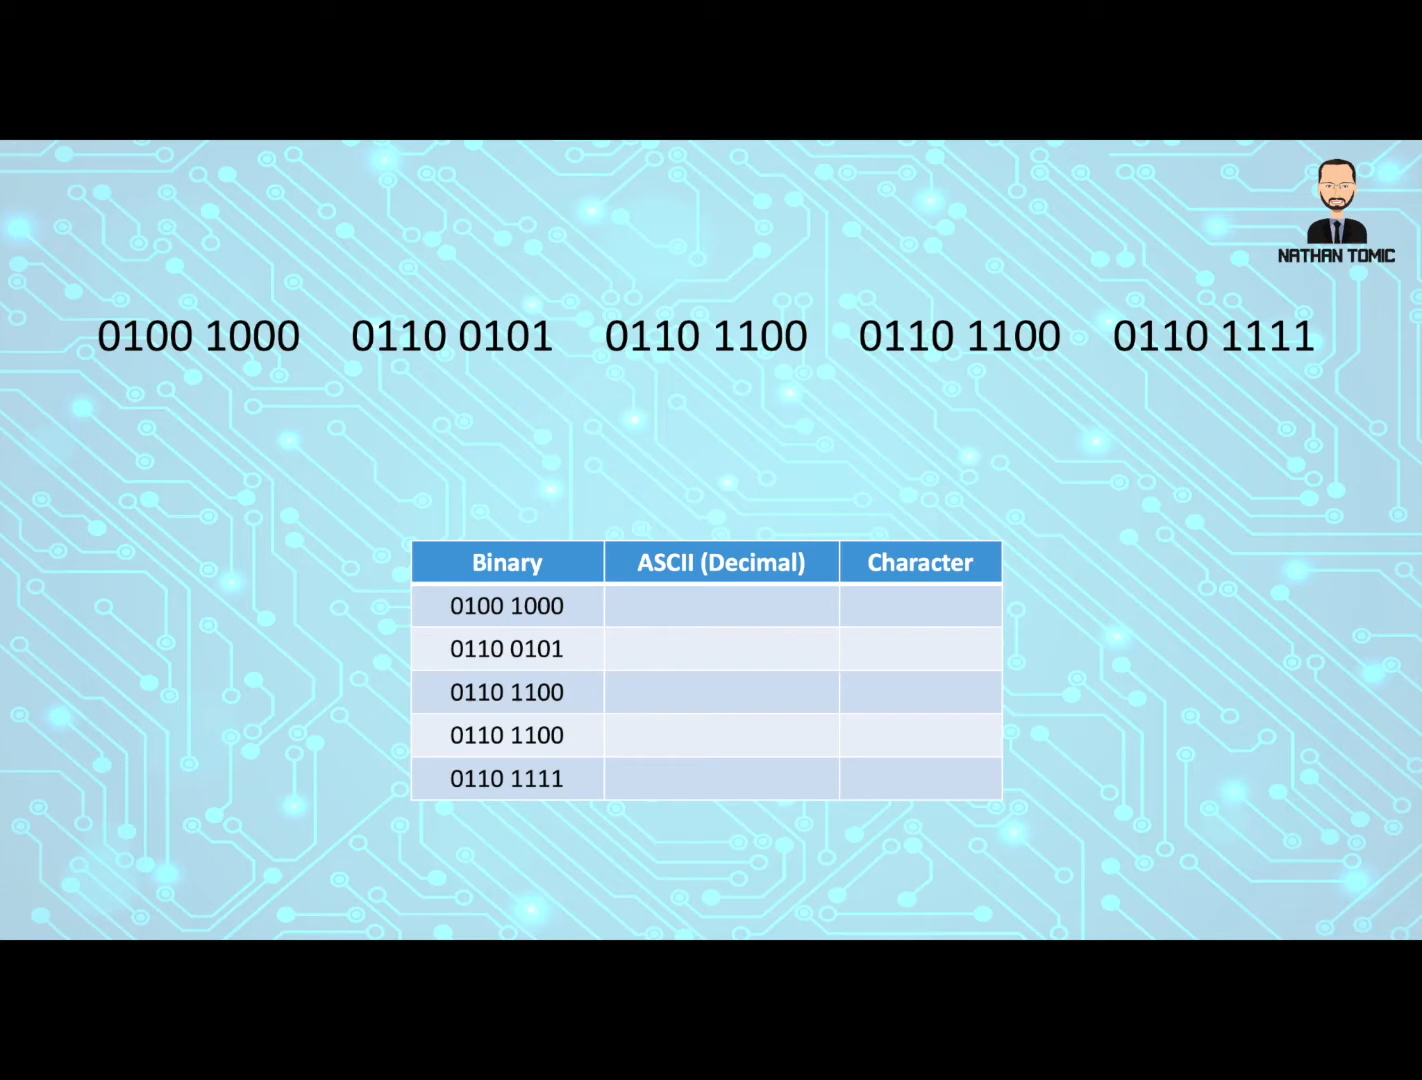 NATHAN TOMIC
0100 1000 0110 0101 0110 1100 0110 1100 0110 1111
Binary ASCII (Decimal) Character
0100 1000
0110 0101
0110 1100
0110 1100
0110 1111